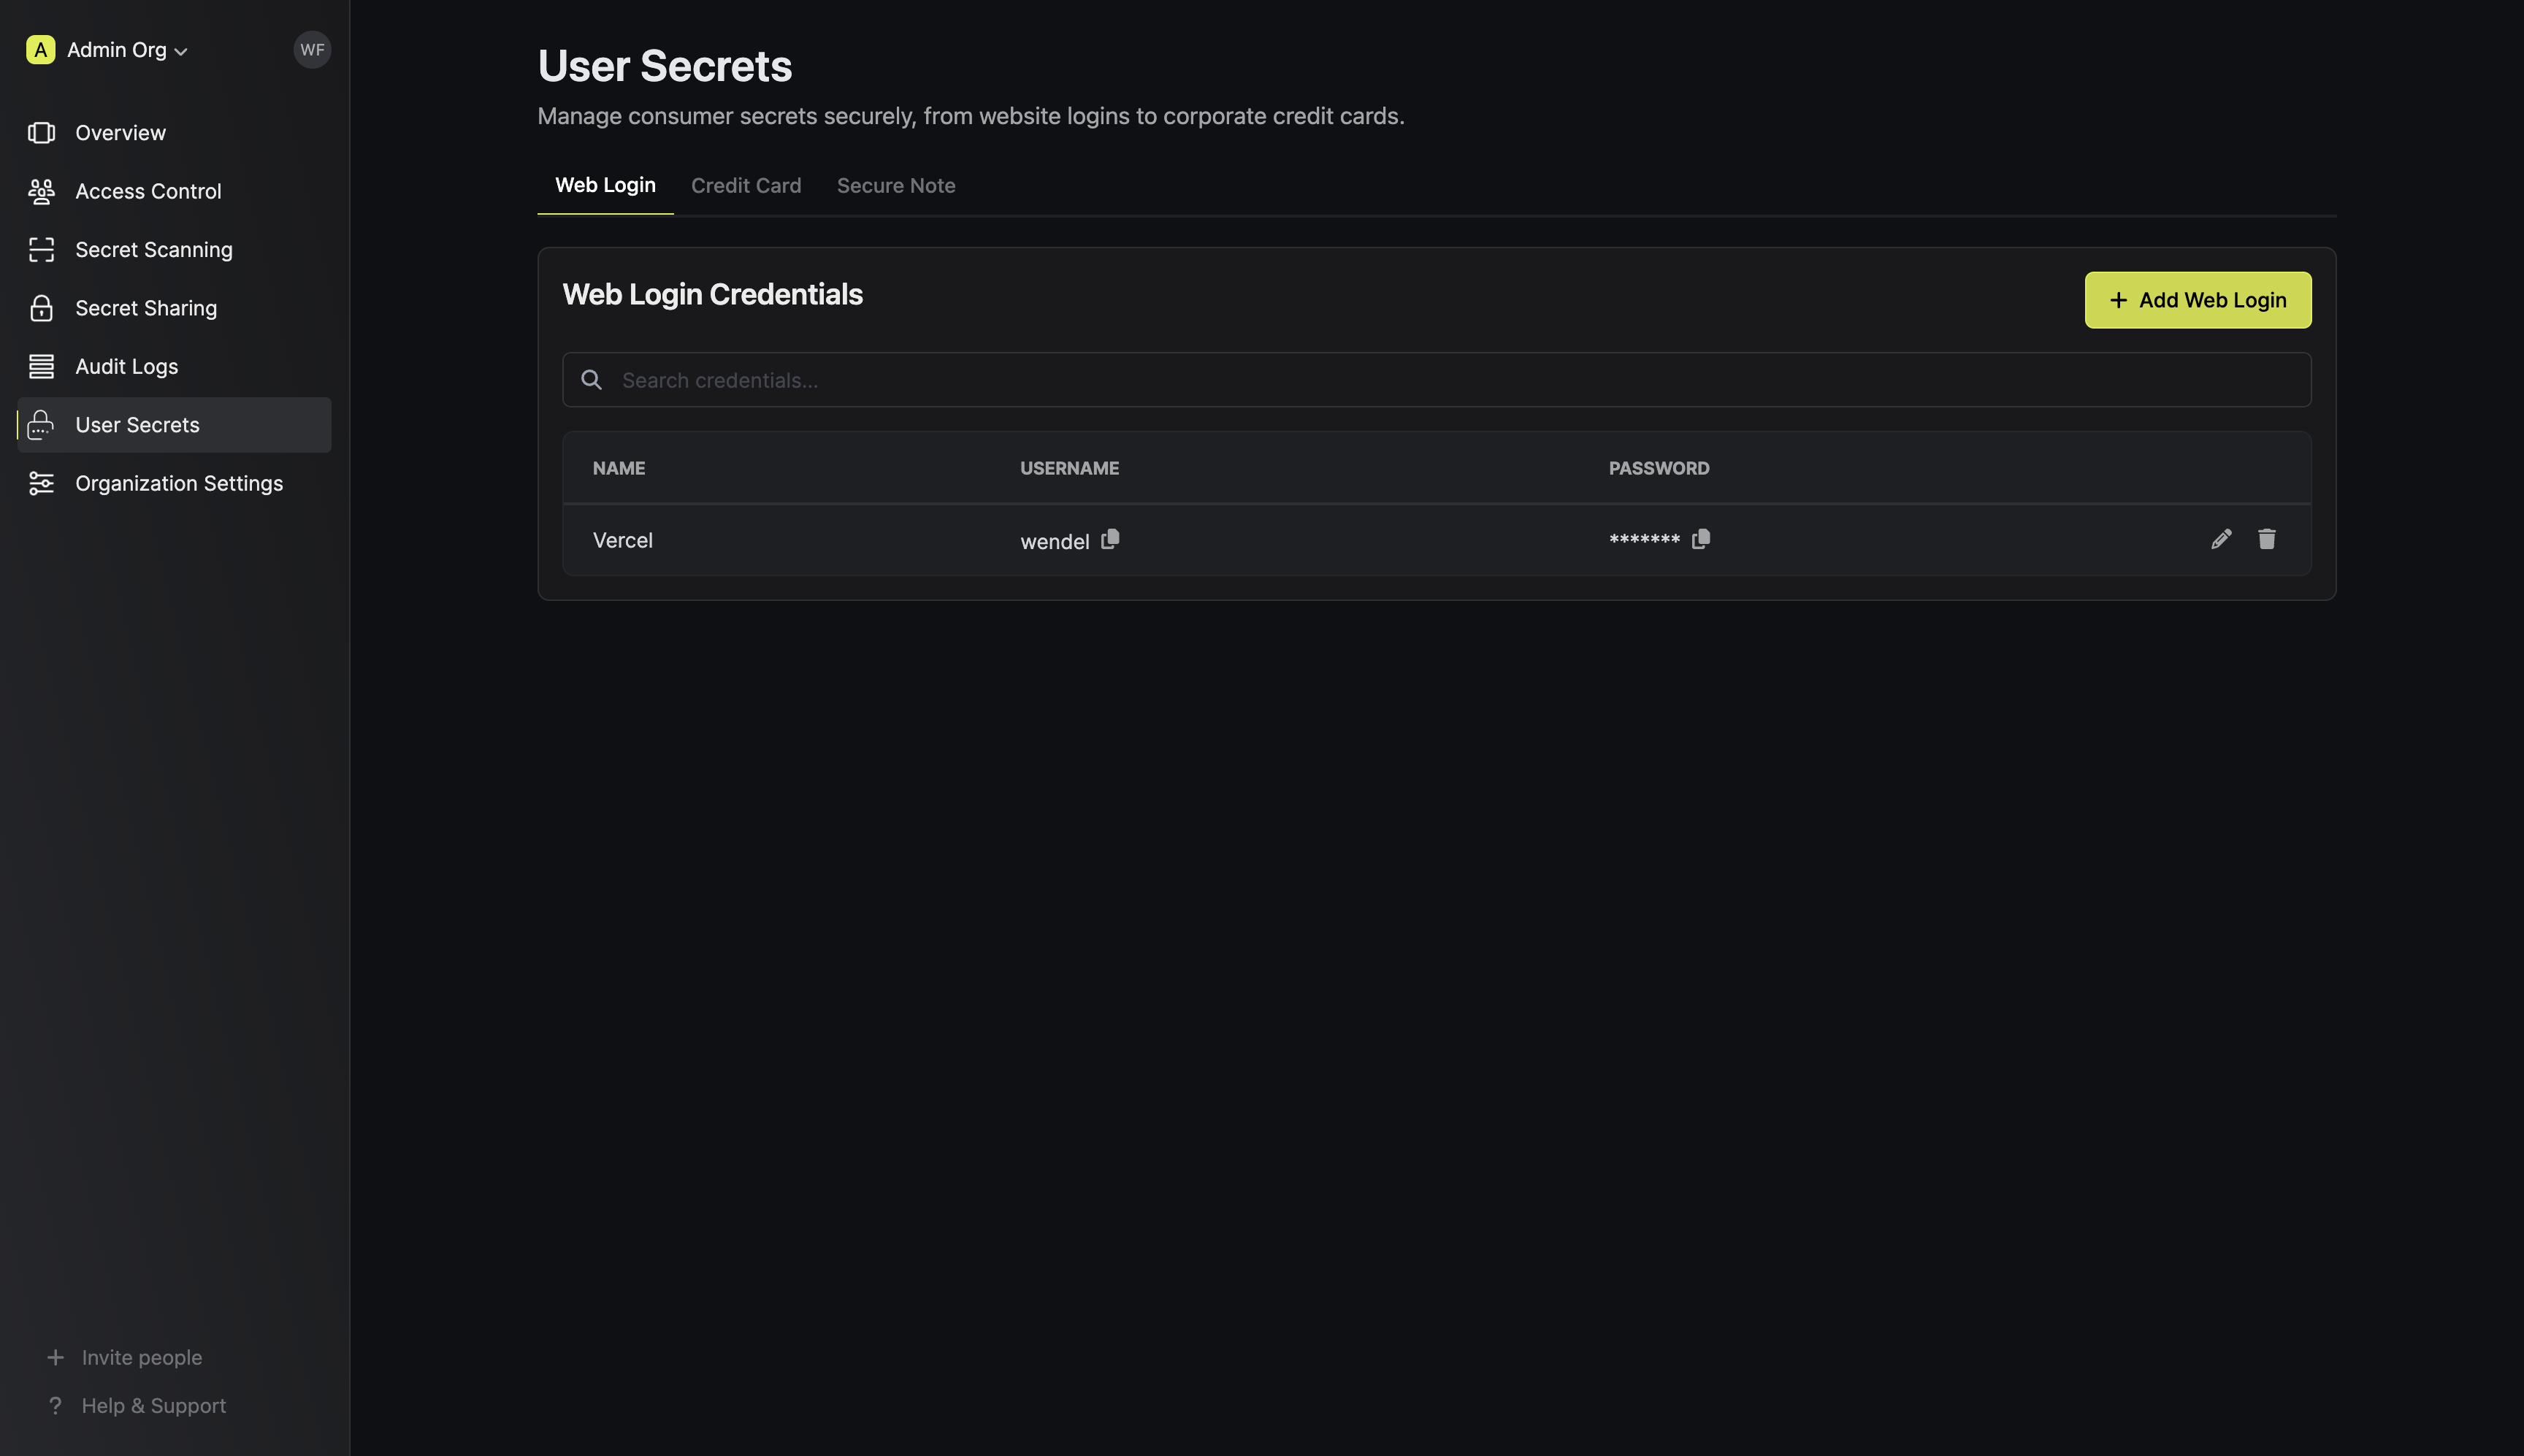 A Admin Org WF
Overview
Access Control
Secret Scanning
Secret Sharing
Audit Logs
User Secrets
Organization Settings
+ Invite people
? Help & Support
User Secrets
Manage consumer secrets securely, from website logins to corporate credit cards.
Web Login Credit Card Secure Note
Web Login Credentials
+ Add Web Login
Search credentials...
NAME USERNAME PASSWORD
Vercel wendel *******